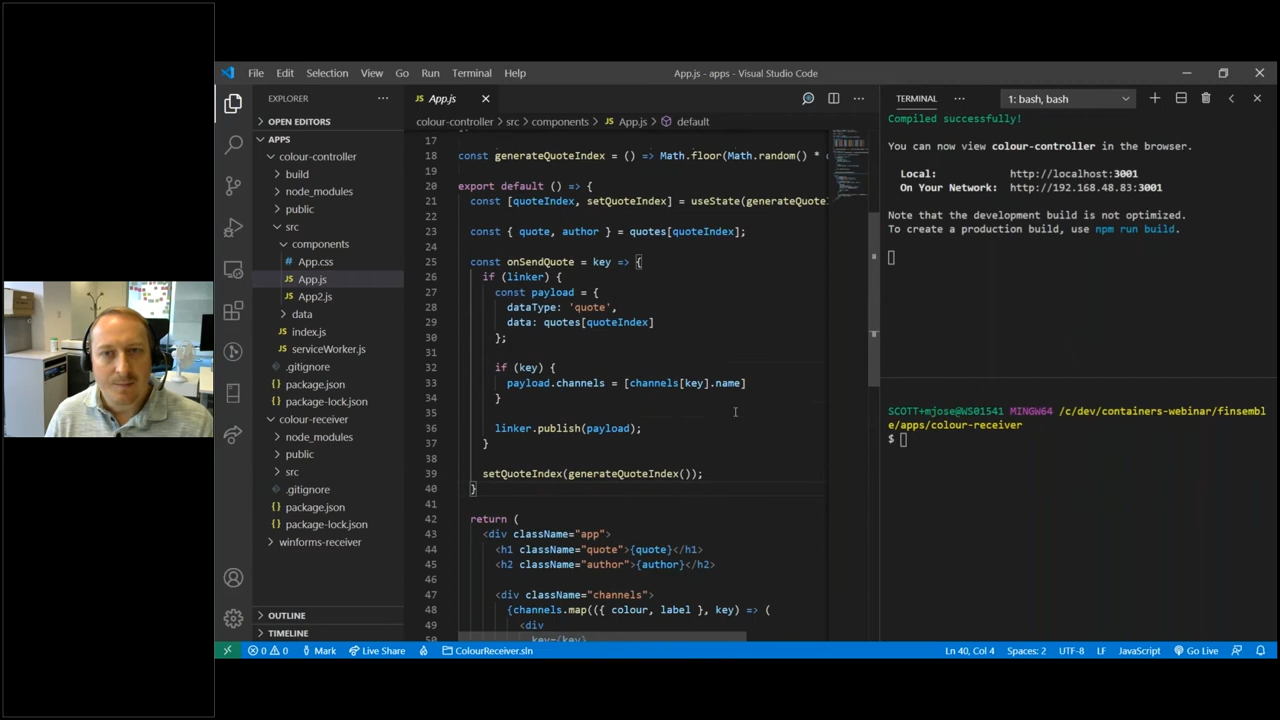 File Edit Selection View Go Run Terminal Help
App.js - apps - Visual Studio Code
EXPLORER
OPEN EDITORS
APPS
colour-controller
build
node_modules
public
src
components
App.css
JS App.js
JS App2.js
data
JS index.js
JS serviceWorker.js
.gitignore
{} package.json
{} package-lock.json
colour-receiver
node_modules
public
src
.gitignore
{} package.json
{} package-lock.json
winforms-receiver
OUTLINE
TIMELINE
JS App.js
colour-controller > src > components > JS App.js > default
17
18 const generateQuoteIndex = () => Math.floor(Math.random() *
19
20 export default () => {
21 const [quoteIndex, setQuoteIndex] = useState(generateQuote
22
23 const { quote, author } = quotes[quoteIndex];
24
25 const onSendQuote = key => {
26 if (linker) {
27 const payload = {
28 dataType: 'quote',
29 data: quotes[quoteIndex]
30 };
31
32 if (key) {
33 payload.channels = [channels[key].name]
34 }
35
36 linker.publish(payload);
37 }
38
39 setQuoteIndex(generateQuoteIndex());
40 }
41
42 return (
43 <div className="app">
44 <h1 className="quote">{quote}</h1>
45 <h2 className="author">{author}</h2>
46
47 <div className="channels">
48 {channels.map(({ colour, label }, key) => (
49 <div
50 key={key}
TERMINAL
1: bash, bash
Compiled successfully!
You can now view colour-controller in the browser.
Local: http://localhost:3001
On Your Network: http://192.168.48.83:3001
Note that the development build is not optimized.
To create a production build, use npm run build.
SCOTT+mjose@WS01541 MINGW64 /c/dev/containers-webinar/finsembl
e/apps/colour-receiver
$
0 0 Mark Live Share ColourReceiver.sln
Ln 40, Col 4 Spaces: 2 UTF-8 LF JavaScript Go Live